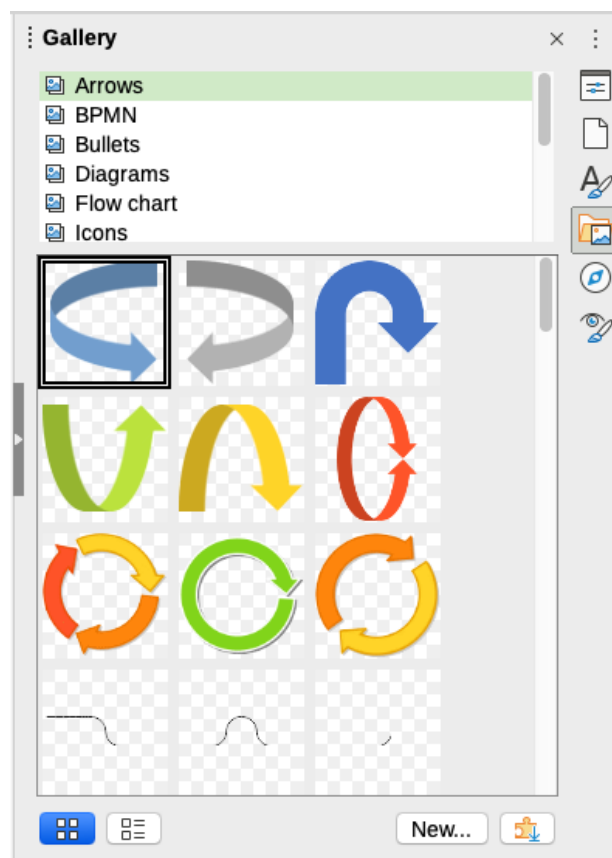 Gallery
Arrows
BPMN
Bullets
Diagrams
Flow chart
Icons
New...